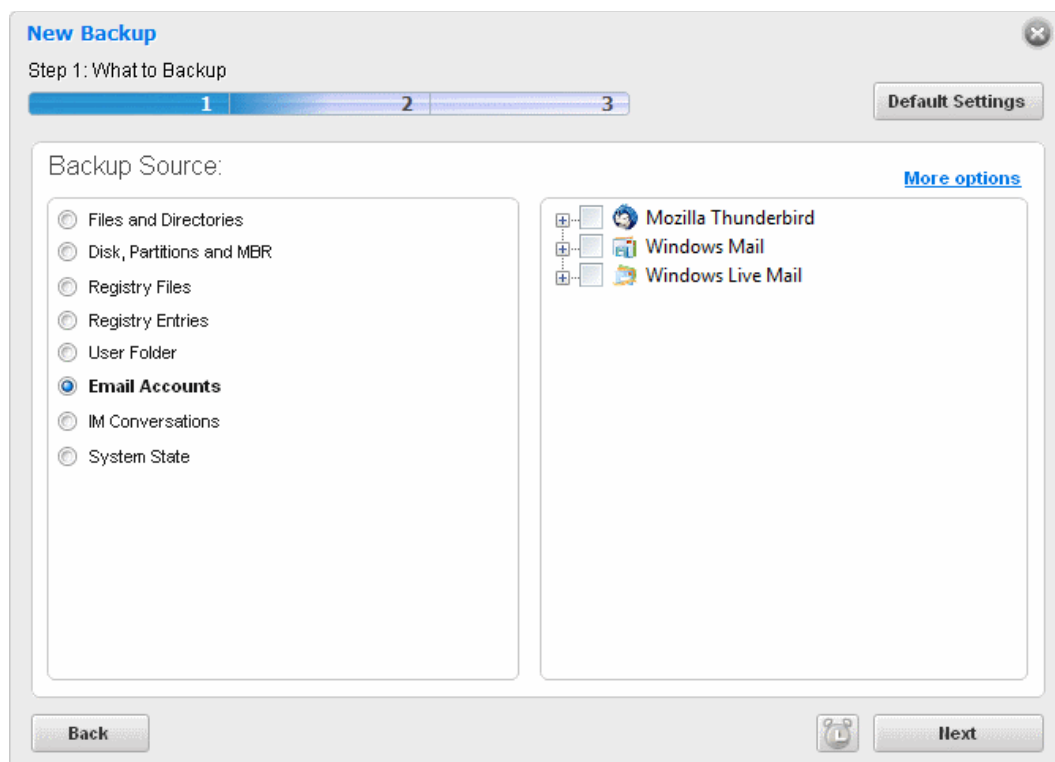 New Backup
Step 1: What to Backup
1 2 3
Default Settings
Backup Source:
More options
Files and Directories
Disk, Partitions and MBR
Registry Files
Registry Entries
User Folder
Email Accounts
IM Conversations
System State
Mozilla Thunderbird
Windows Mail
Windows Live Mail
Back
Next